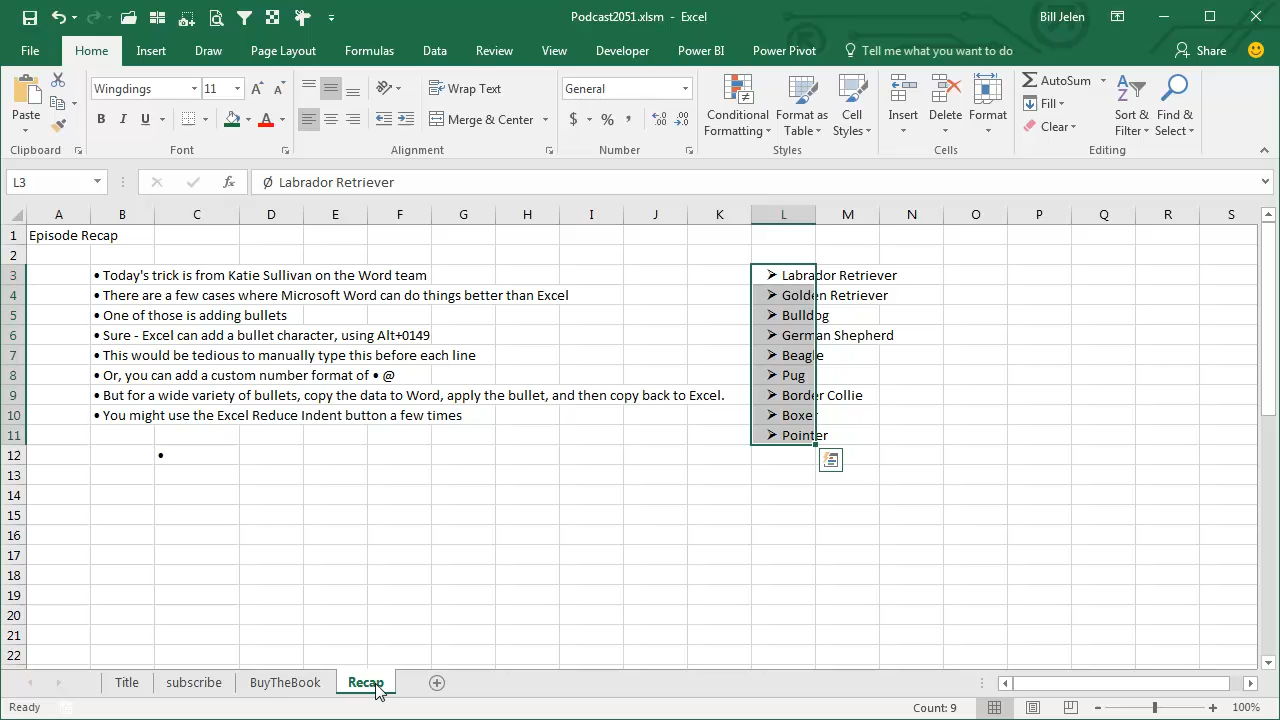 Podcast2051.xlsm - Excel
Bill Jelen
File Home Insert Draw Page Layout Formulas Data Review View Developer Power BI Power Pivot Tell me what you want to do Share
Paste
Clipboard
Wingdings 11
B I U
Font
Wrap Text
Merge & Center
Alignment
General
$ % ,
Number
Conditional Formatting
Format as Table
Cell Styles
Styles
Insert Delete Format
Cells
AutoSum
Fill
Clear
Sort & Filter
Find & Select
Editing
L3
fx
Ø Labrador Retriever
A B C D E F G H I J K L M N O P Q R S
1 Episode Recap
2
3 • Today's trick is from Katie Sullivan on the Word team ➢ Labrador Retriever
4 • There are a few cases where Microsoft Word can do things better than Excel ➢ Golden Retriever
5 • One of those is adding bullets ➢ Bulldog
6 • Sure - Excel can add a bullet character, using Alt+0149 ➢ German Shepherd
7 • This would be tedious to manually type this before each line ➢ Beagle
8 • Or, you can add a custom number format of • @ ➢ Pug
9 • But for a wide variety of bullets, copy the data to Word, apply the bullet, and then copy back to Excel. ➢ Border Collie
10 • You might use the Excel Reduce Indent button a few times ➢ Boxer
11 ➢ Pointer
12 •
13
14
15
16
17
18
19
20
21
22
Title subscribe BuyTheBook Recap
Ready
Count: 9
100%